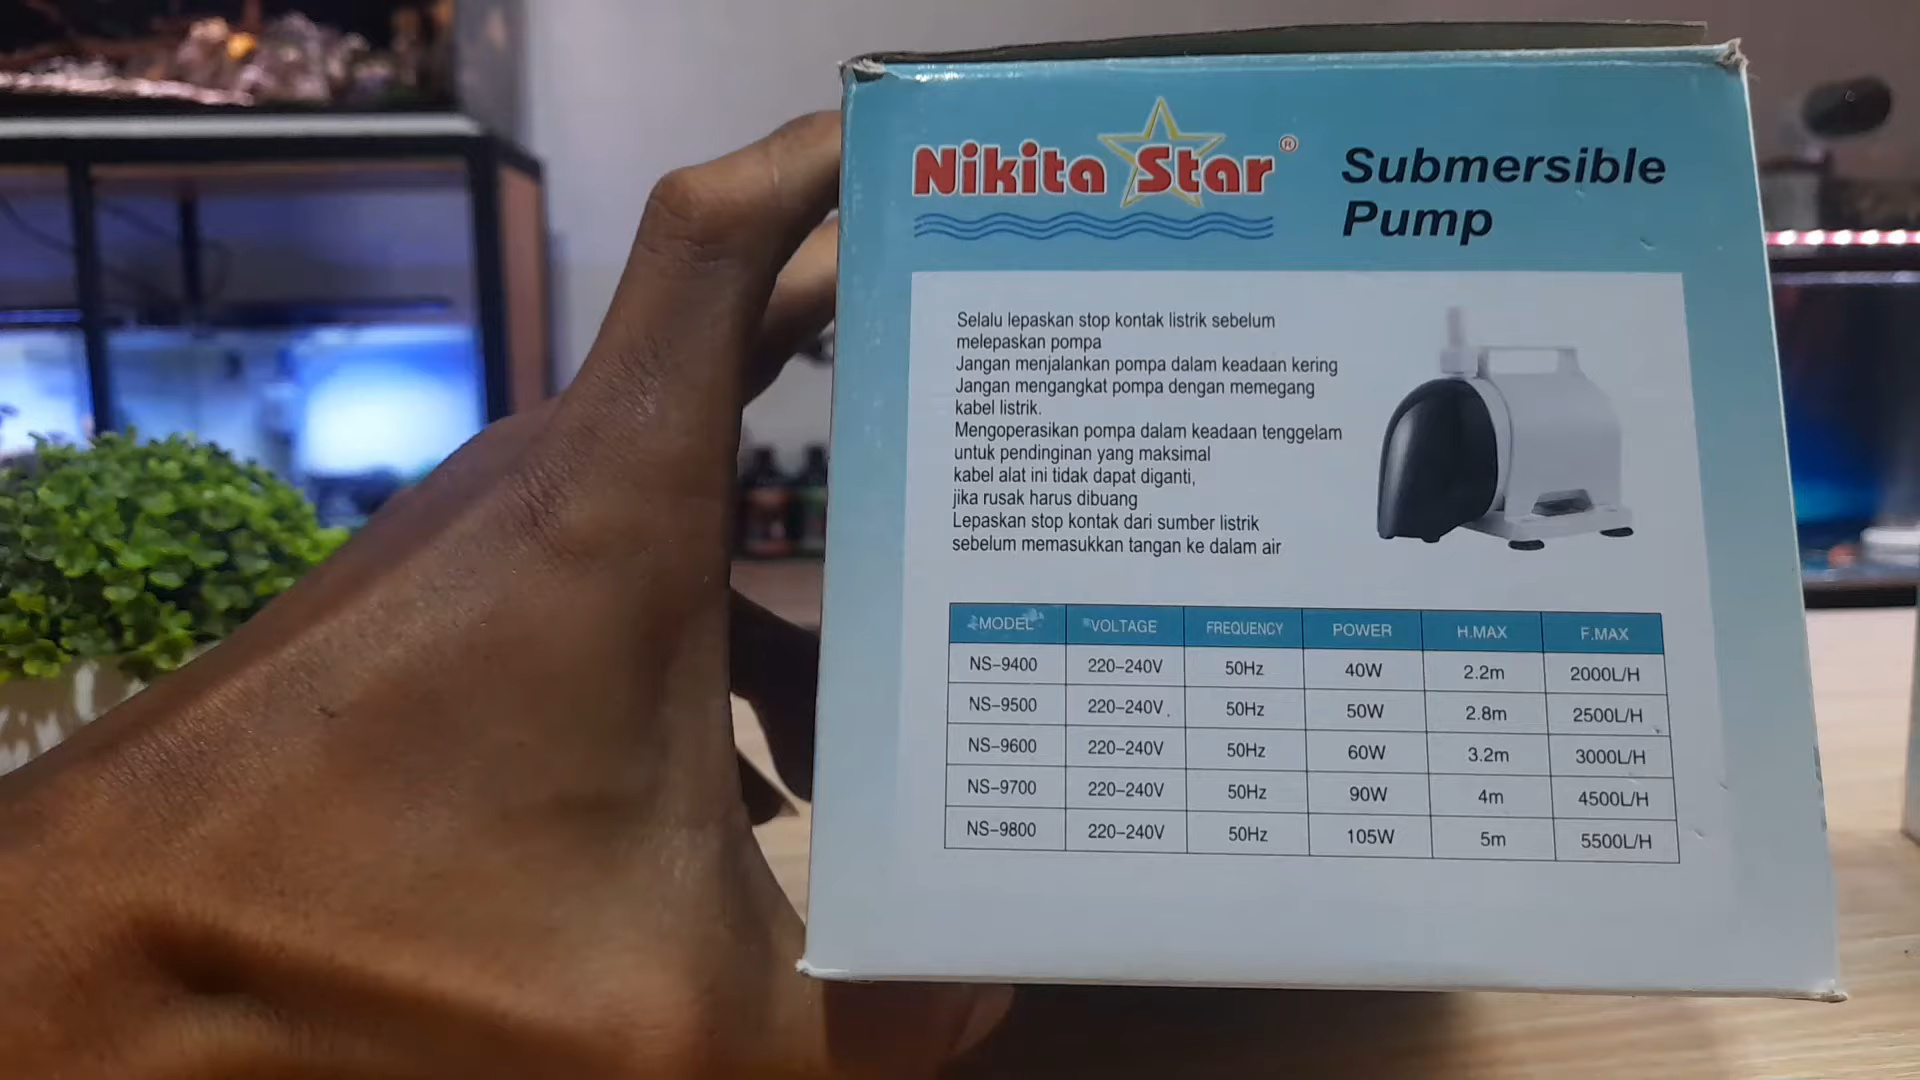 Nikita Star ®
Submersible
Pump
Selalu lepaskan stop kontak listrik sebelum
melepaskan pompa
Jangan menjalankan pompa dalam keadaan kering
Jangan mengangkat pompa dengan memegang
kabel listrik.
Mengoperasikan pompa dalam keadaan tenggelam
untuk pendinginan yang maksimal
kabel alat ini tidak dapat diganti,
jika rusak harus dibuang
Lepaskan stop kontak dari sumber listrik
sebelum memasukkan tangan ke dalam air
MODEL VOLTAGE FREQUENCY POWER H.MAX F.MAX
NS-9400 220-240V 50Hz 40W 2.2m 2000L/H
NS-9500 220-240V 50Hz 50W 2.8m 2500L/H
NS-9600 220-240V 50Hz 60W 3.2m 3000L/H
NS-9700 220-240V 50Hz 90W 4m 4500L/H
NS-9800 220-240V 50Hz 105W 5m 5500L/H